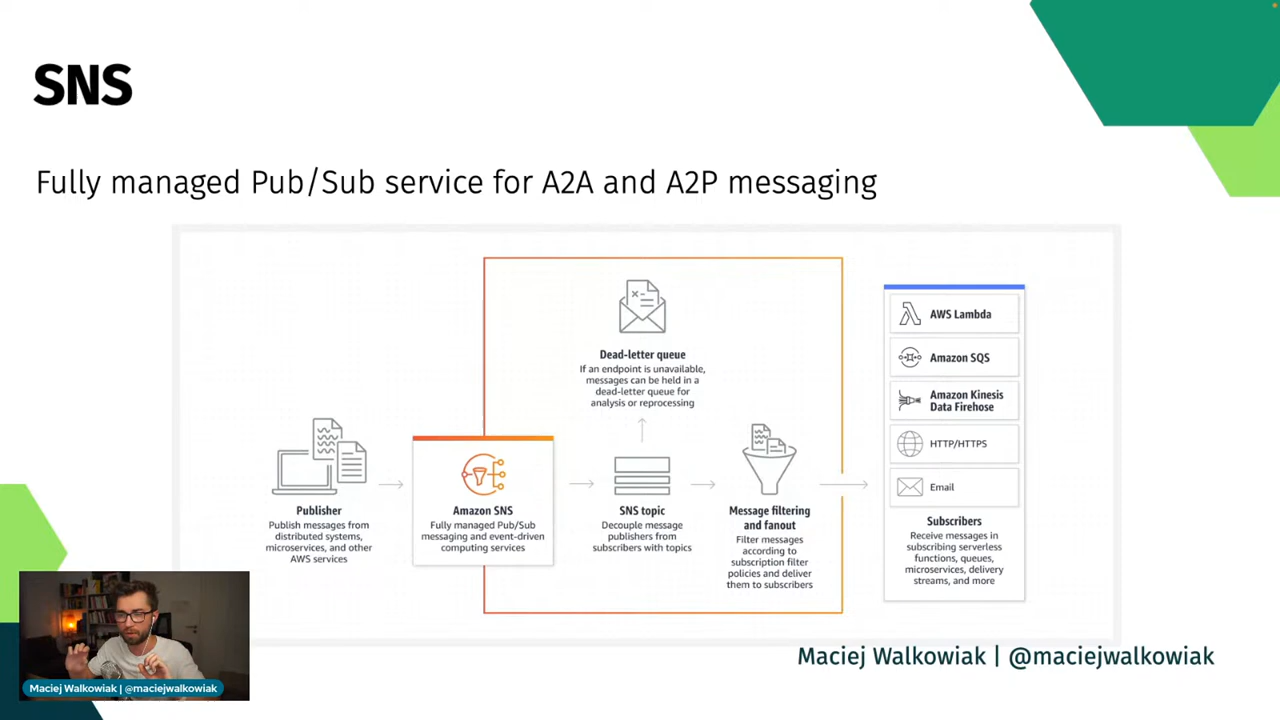 SNS
Fully managed Pub/Sub service for A2A and A2P messaging
Publisher
Publish messages from
distributed systems,
microservices, and other
AWS services
Amazon SNS
Fully managed Pub/Sub
messaging and event-driven
computing services
Dead-letter queue
If an endpoint is unavailable,
messages can be held in a
dead-letter queue for
analysis or reprocessing
SNS topic
Decouple message
publishers from
subscribers with topics
Message filtering
and fanout
Filter messages
according to
subscription filter
policies and deliver
them to subscribers
AWS Lambda
Amazon SQS
Amazon Kinesis
Data Firehose
HTTP/HTTPS
Email
Subscribers
Receive messages in
subscribing serverless
functions, queues,
microservices, delivery
streams, and more
Maciej Walkowiak | @maciejwalkowiak
Maciej Walkowiak | @maciejwalkowiak